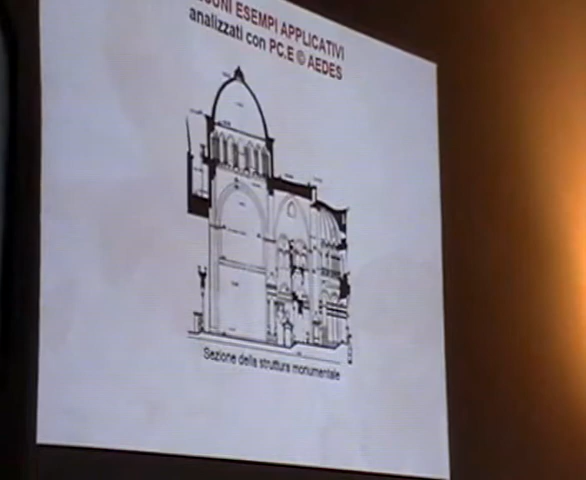 ESEMPI APPLICATIVI
analizzati con PC.E © AEDES
Sezione della struttura monumentale